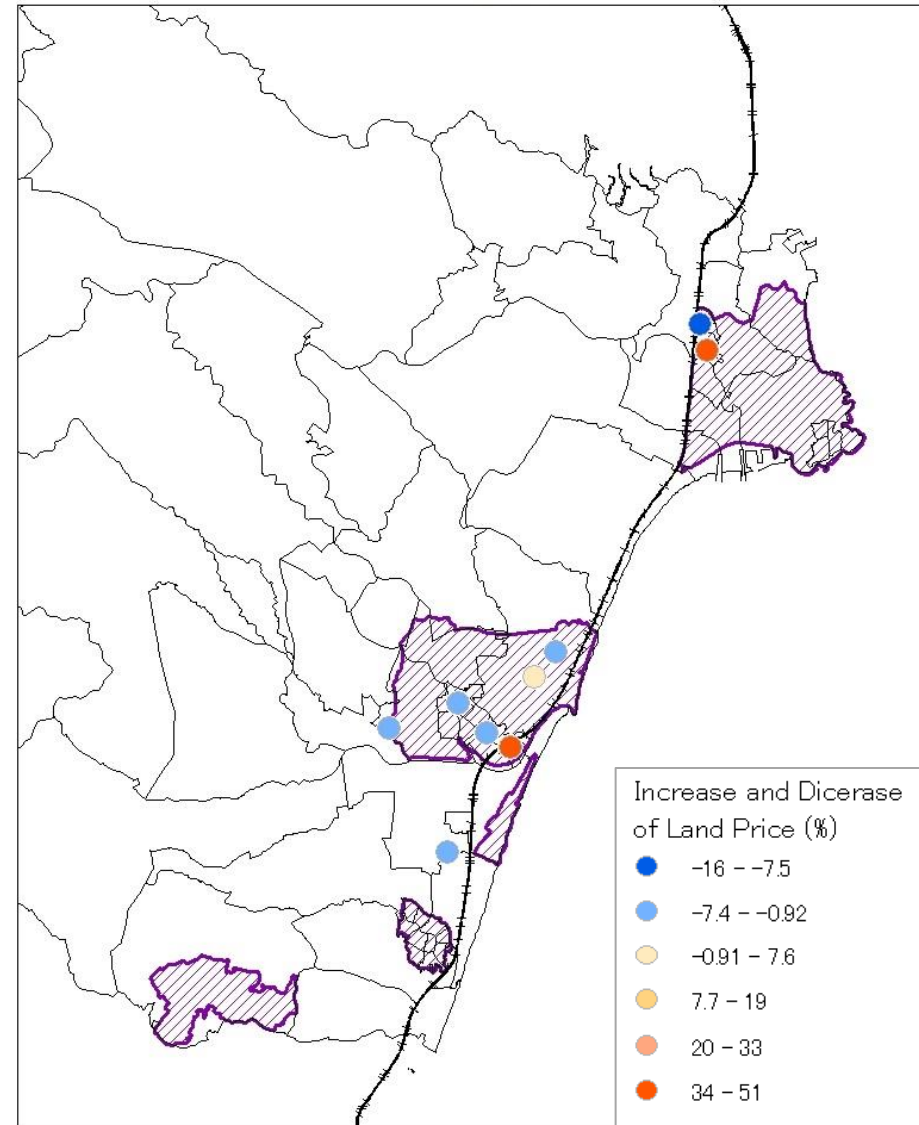 Increase and Dicerase
of Land Price (%)
-16 - -7.5
-7.4 - -0.92
-0.91 - 7.6
7.7 - 19
20 - 33
34 - 51